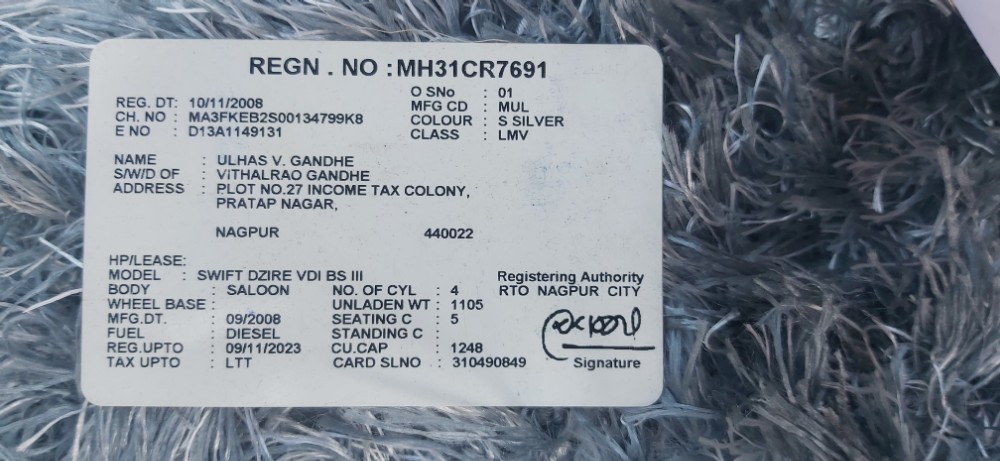 REGN . NO : MH31CR7691
O SNo : 01
REG. DT: 10/11/2008 MFG CD : MUL
CH. NO : MA3FKEB2S00134799K8 COLOUR : S SILVER
E NO : D13A1149131 CLASS : LMV
NAME : ULHAS V. GANDHE
S/W/D OF : VITHALRAO GANDHE
ADDRESS : PLOT NO.27 INCOME TAX COLONY,
PRATAP NAGAR,
NAGPUR 440022
HP/LEASE:
MODEL : SWIFT DZIRE VDI BS III Registering Authority
BODY : SALOON NO. OF CYL : 4 RTO NAGPUR CITY
WHEEL BASE : UNLADEN WT : 1105
MFG.DT. : 09/2008 SEATING C : 5
FUEL : DIESEL STANDING C :
REG.UPTO : 09/11/2023 CU.CAP : 1248
TAX UPTO : LTT CARD SLNO : 310490849 Signature